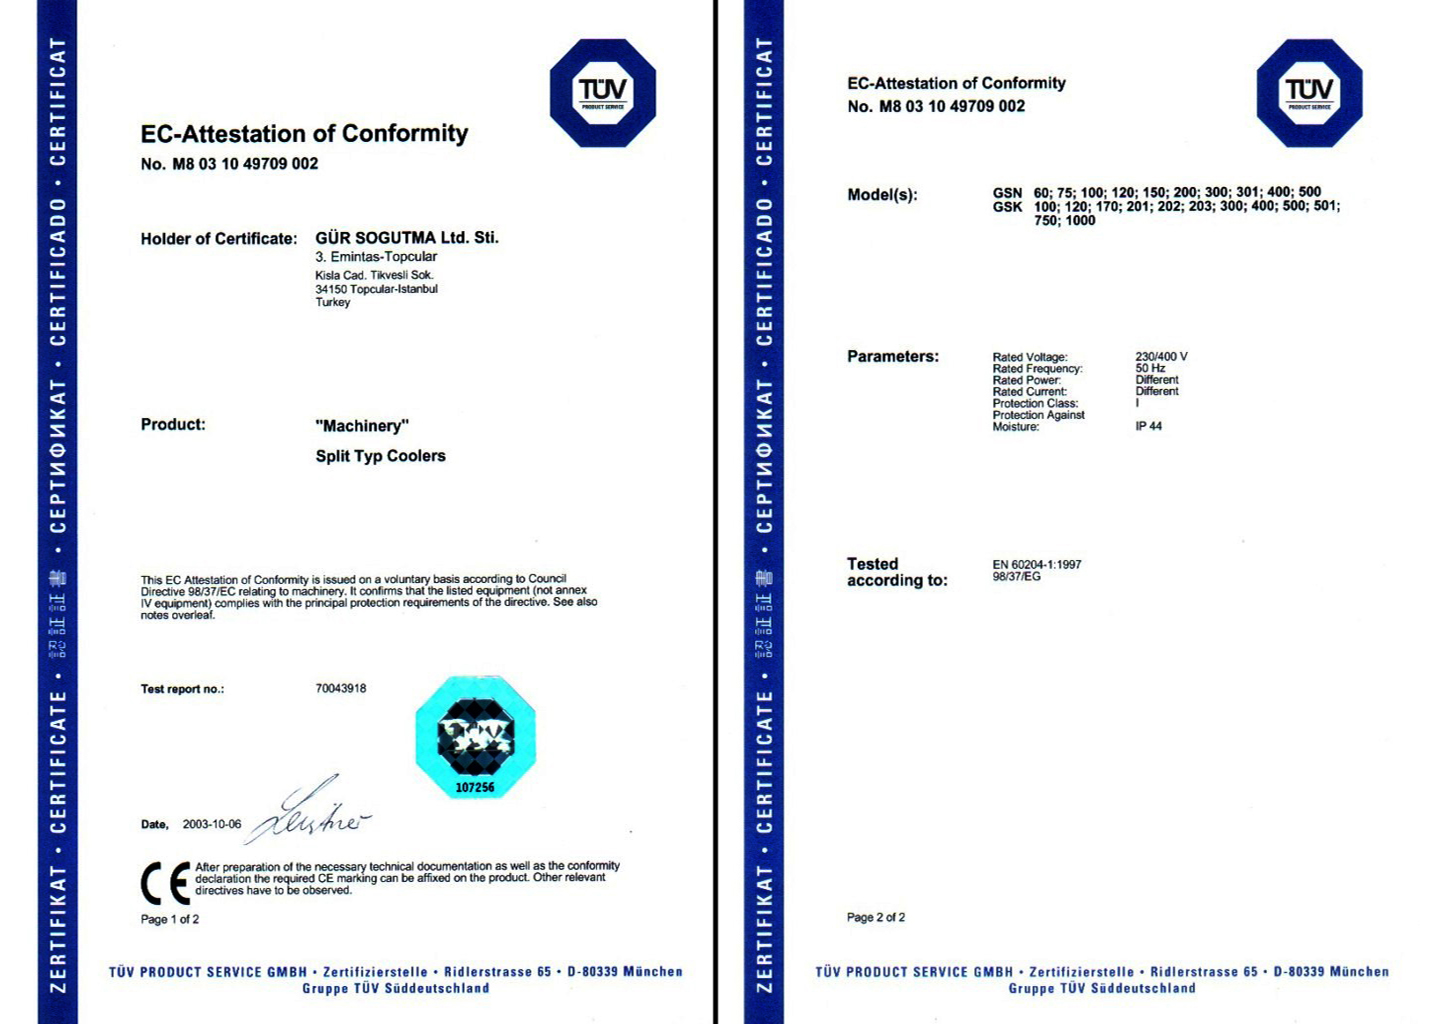 ZERTIFIKAT • CERTIFICATE • 認証証書 • СЕРТИФИКАТ • CERTIFICADO • CERTIFICAT
TÜV
PRODUCT SERVICE
EC-Attestation of Conformity
No. M8 03 10 49709 002
Holder of Certificate: GÜR SOGUTMA Ltd. Sti.
3. Emintas-Topcular
Kisla Cad. Tikvesli Sok.
34150 Topcular-Istanbul
Turkey
Product: "Machinery"
Split Typ Coolers
This EC Attestation of Conformity is issued on a voluntary basis according to Council
Directive 98/37/EC relating to machinery. It confirms that the listed equipment (not annex
IV equipment) complies with the principal protection requirements of the directive. See also
notes overleaf.
Test report no.: 70043918
107256
Date, 2003-10-06
CE After preparation of the necessary technical documentation as well as the conformity
declaration the required CE marking can be affixed on the product. Other relevant
directives have to be observed.
Page 1 of 2
TÜV PRODUCT SERVICE GMBH • Zertifizierstelle • Ridlerstrasse 65 • D-80339 München
Gruppe TÜV Süddeutschland
ZERTIFIKAT • CERTIFICATE • 認証証書 • СЕРТИФИКАТ • CERTIFICADO • CERTIFICAT
TÜV
PRODUCT SERVICE
EC-Attestation of Conformity
No. M8 03 10 49709 002
Model(s): GSN 60; 75; 100; 120; 150; 200; 300; 301; 400; 500
GSK 100; 120; 170; 201; 202; 203; 300; 400; 500; 501;
750; 1000
Parameters: Rated Voltage: 230/400 V
Rated Frequency: 50 Hz
Rated Power: Different
Rated Current: Different
Protection Class: I
Protection Against
Moisture: IP 44
Tested EN 60204-1:1997
according to: 98/37/EG
Page 2 of 2
TÜV PRODUCT SERVICE GMBH • Zertifizierstelle • Ridlerstrasse 65 • D-80339 München
Gruppe TÜV Süddeutschland